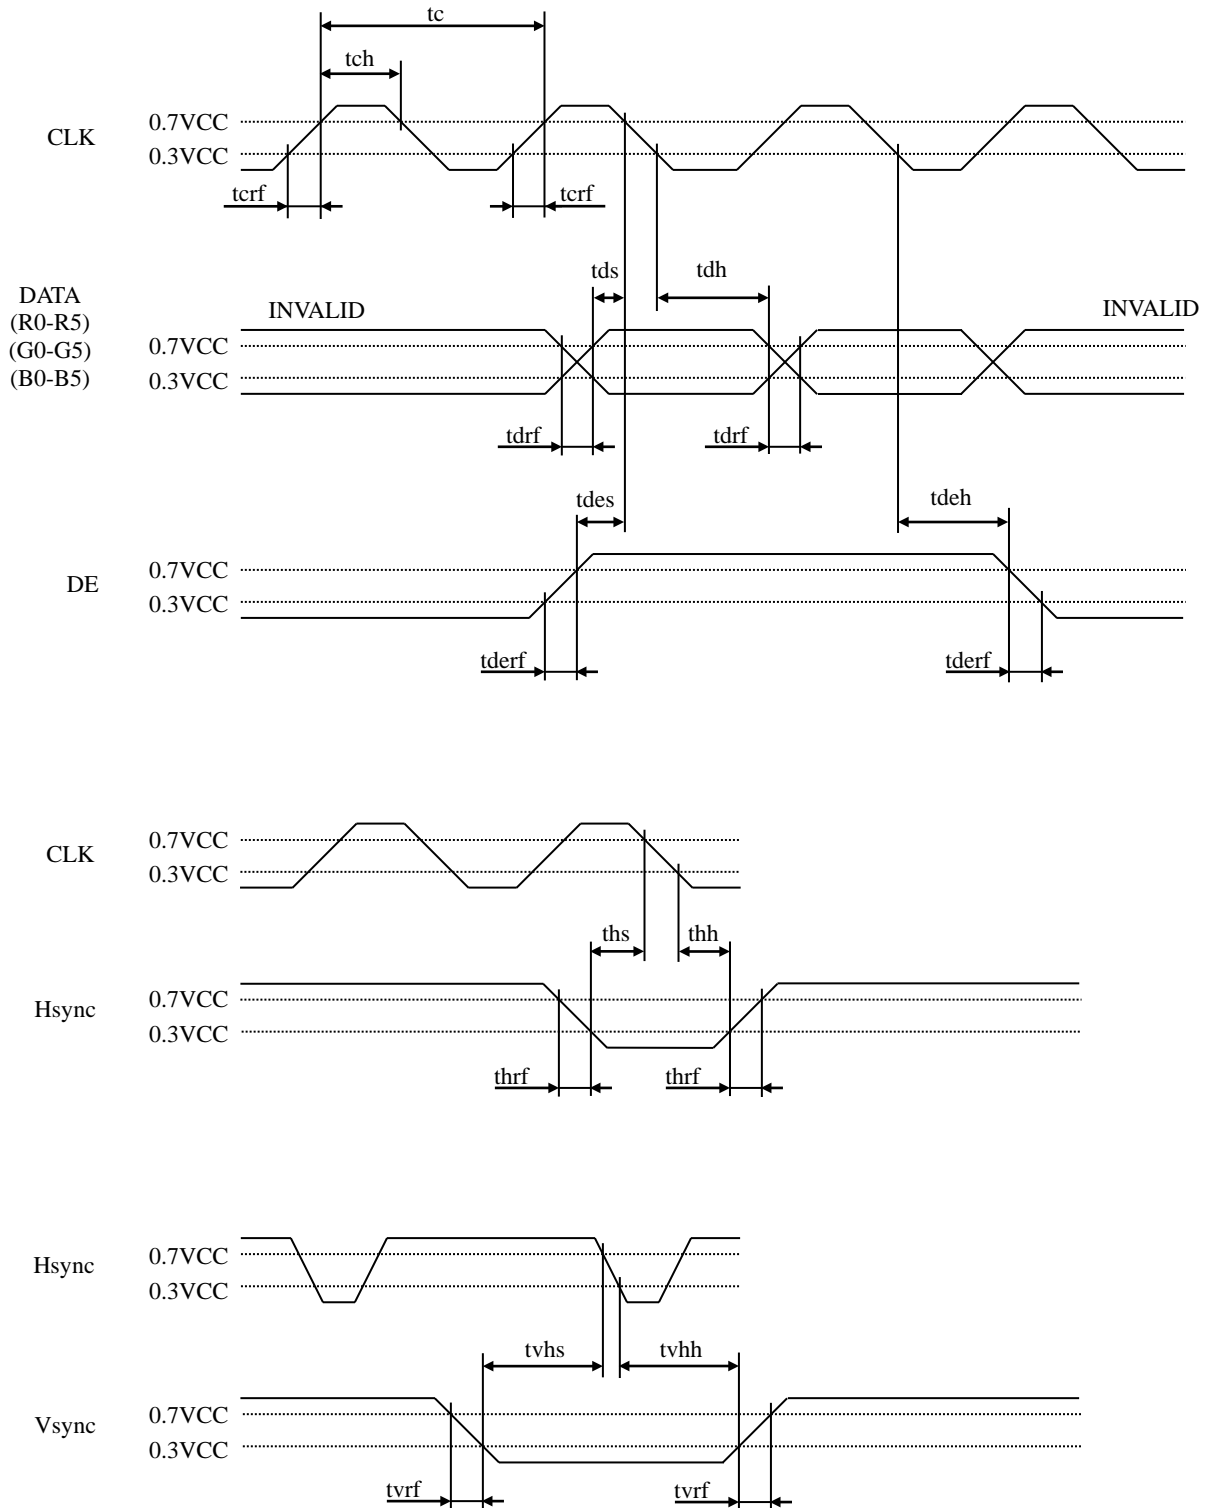 tc
tch
CLK
0.7VCC
0.3VCC
tcrf
tcrf
tds
tdh
DATA
(R0-R5)
(G0-G5)
(B0-B5)
INVALID
INVALID
0.7VCC
0.3VCC
tdrf
tdrf
tdes
tdeh
DE
0.7VCC
0.3VCC
tderf
tderf
CLK
0.7VCC
0.3VCC
ths
thh
Hsync
0.7VCC
0.3VCC
thrf
thrf
Hsync
0.7VCC
0.3VCC
tvhs
tvhh
Vsync
0.7VCC
0.3VCC
tvrf
tvrf